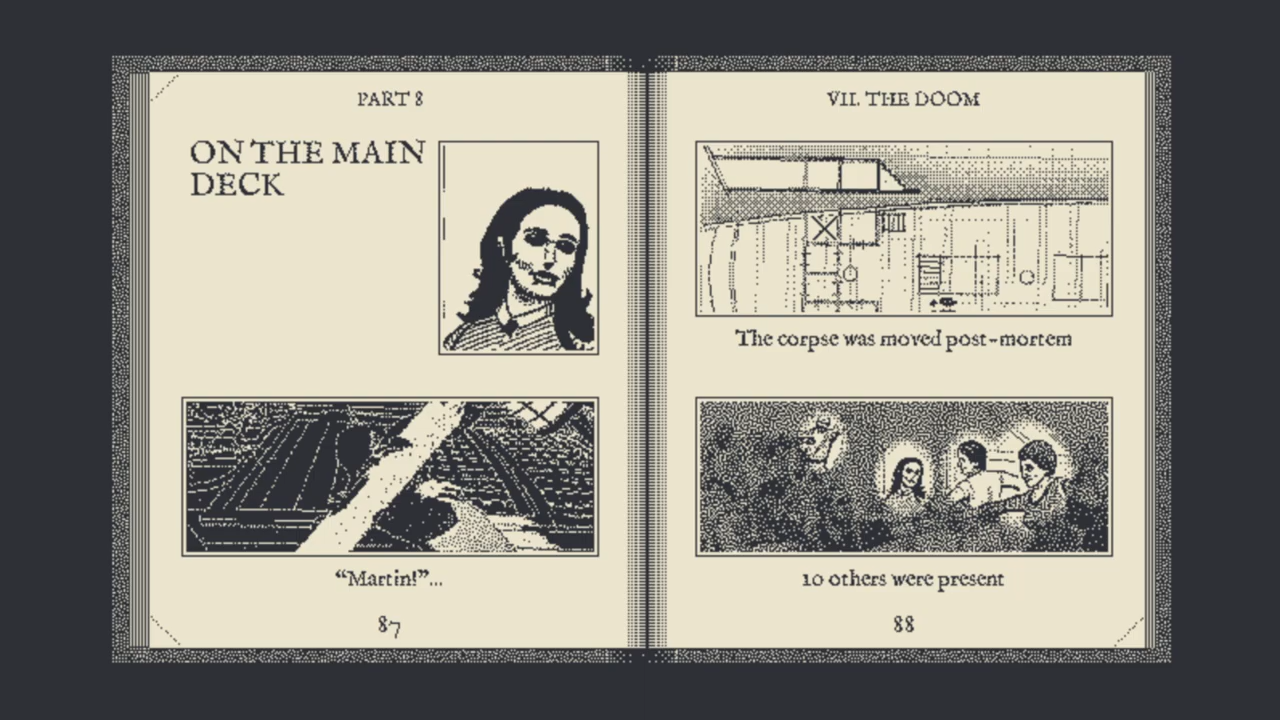 PART 8
ON THE MAIN
DECK
“Martin!”...
87
VII. THE DOOM
The corpse was moved post-mortem
10 others were present
88